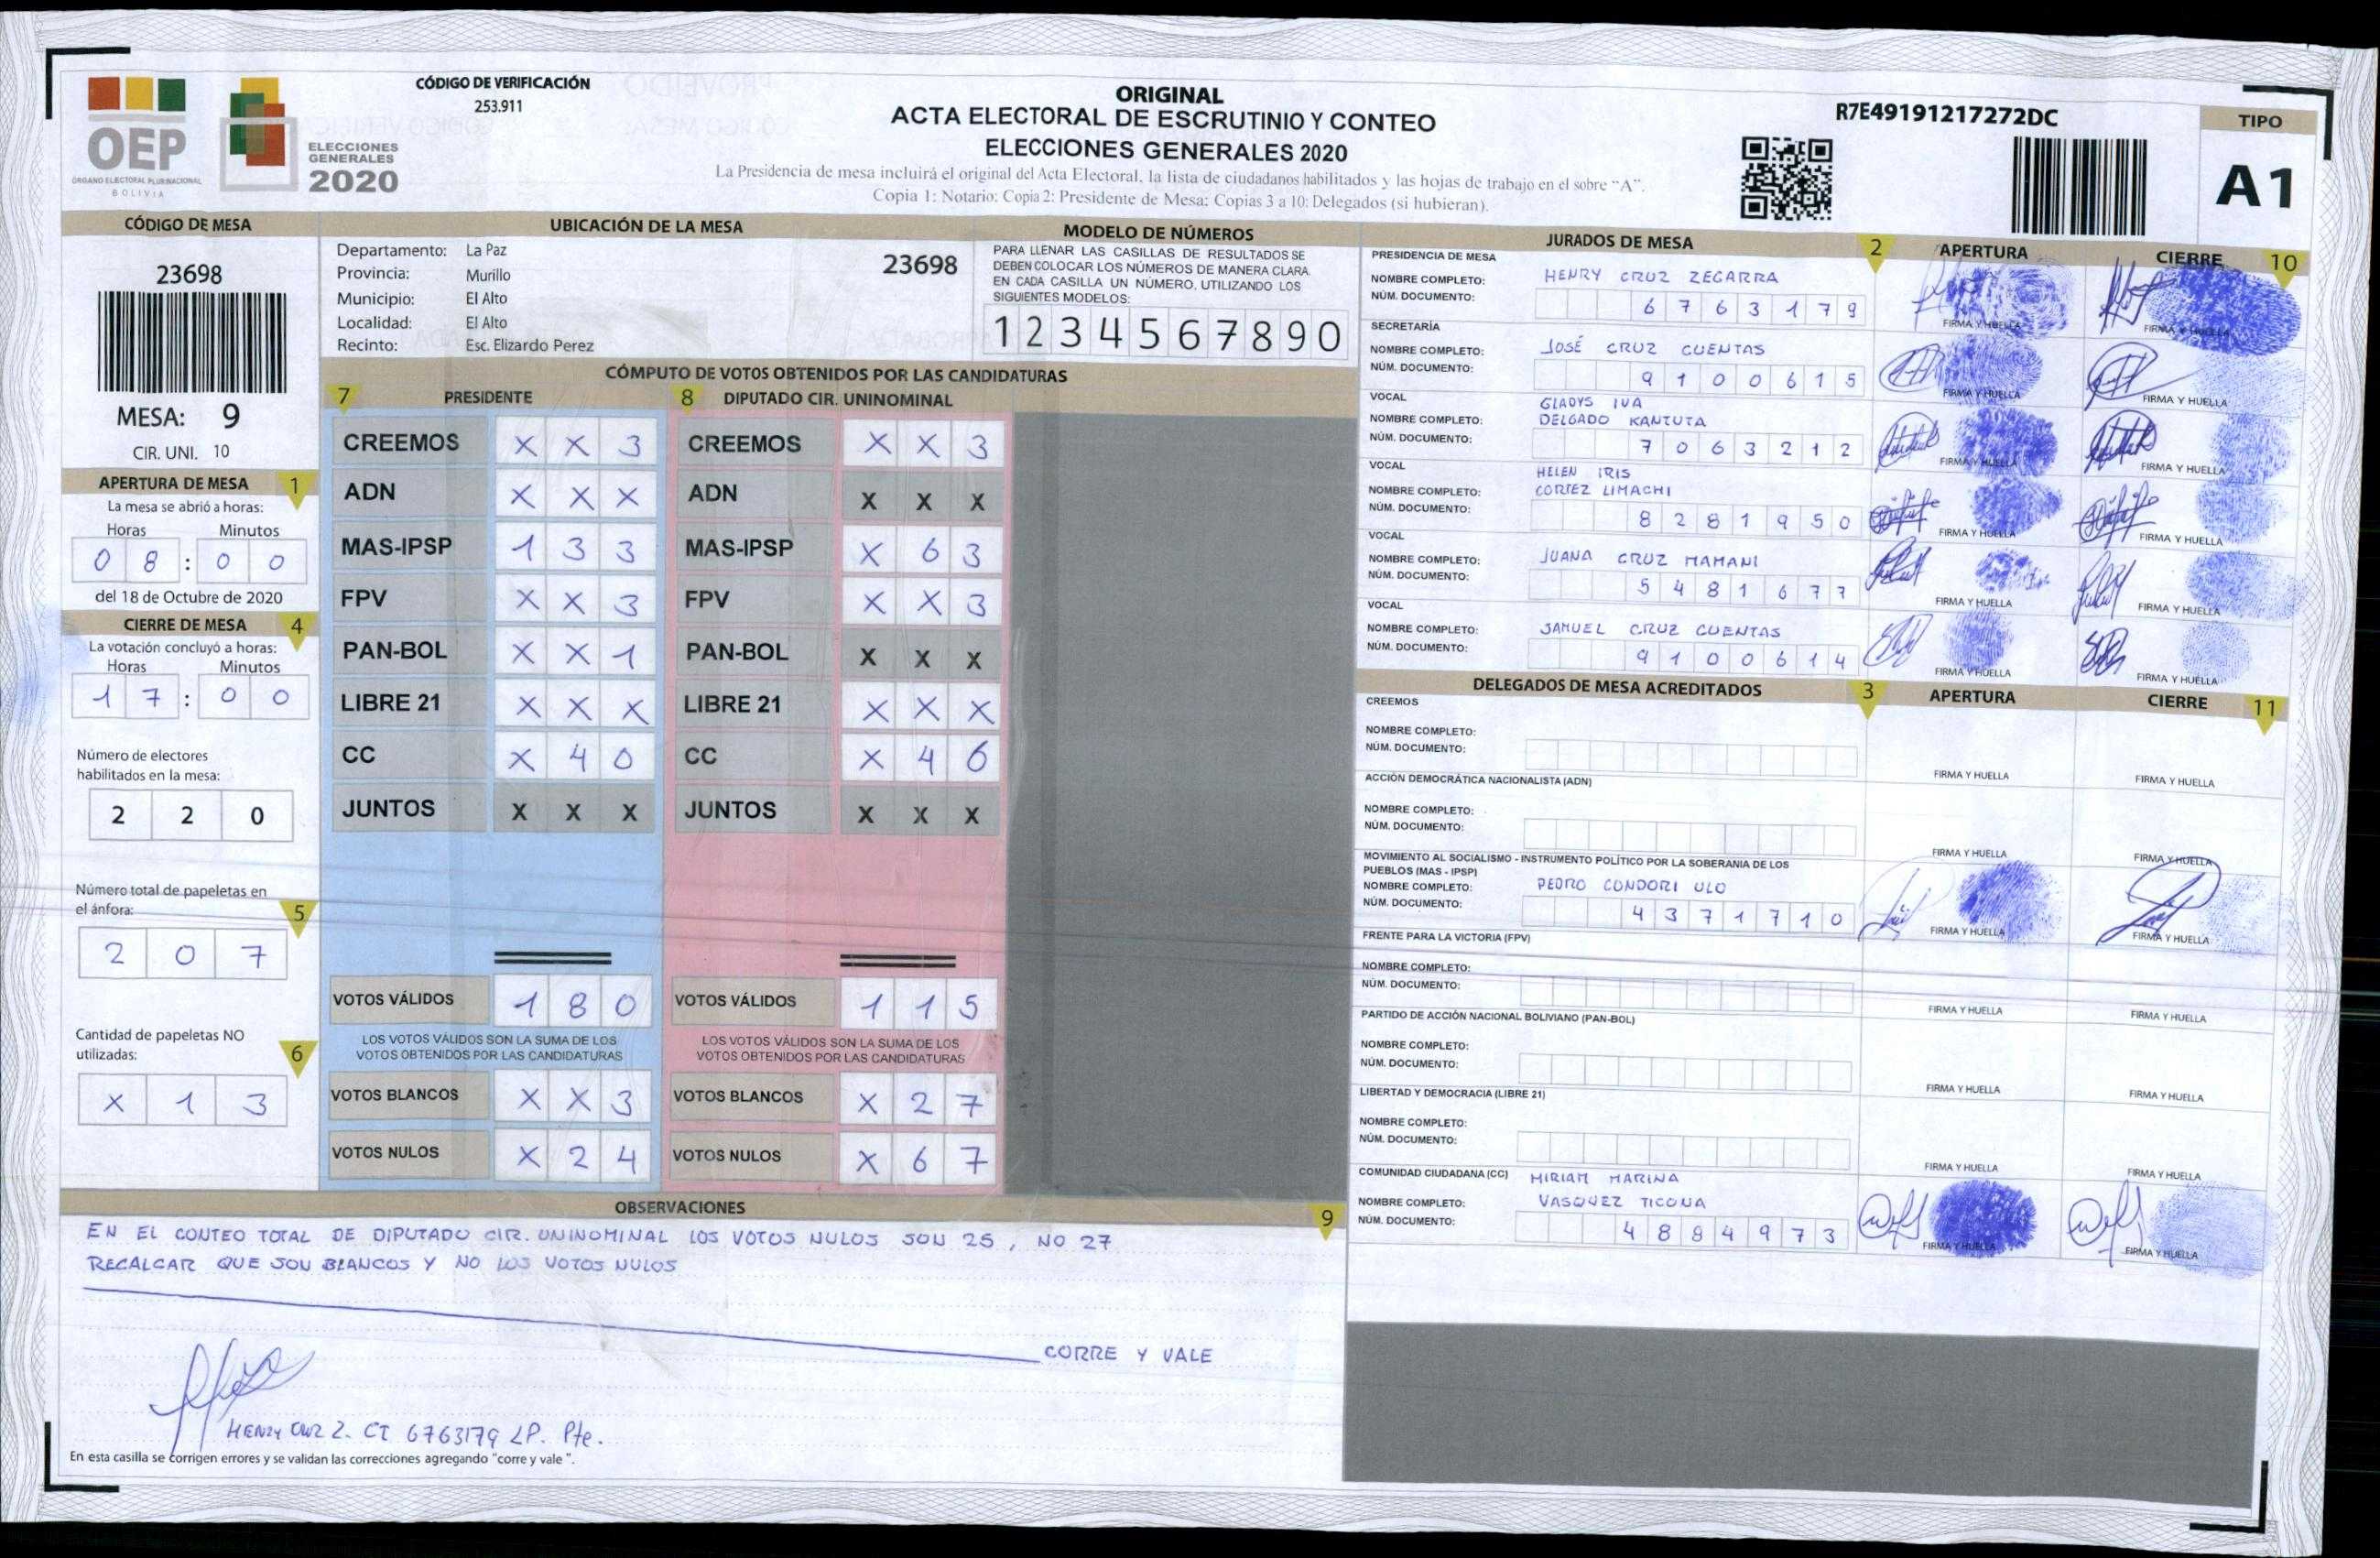 CÓDIGO DE VERIFICACIÓN
253.911
OEP
ÓRGANO ELECTORAL PLURINACIONAL
BOLIVIA
ELECCIONES
GENERALES
2020
ORIGINAL
ACTA ELECTORAL DE ESCRUTINIO Y CONTEO
ELECCIONES GENERALES 2020
La Presidencia de mesa incluirá el original del Acta Electoral, la lista de ciudadanos habilitados y las hojas de trabajo en el sobre "A".
Copia 1: Notario; Copia 2: Presidente de Mesa; Copias 3 a 10: Delegados (si hubieran).
R7E49191217272DC
TIPO
A1
CÓDIGO DE MESA
23698
MESA: 9
CIR. UNI. 10
APERTURA DE MESA 1
La mesa se abrió a horas:
Horas Minutos
0 8 : 0 0
del 18 de Octubre de 2020
CIERRE DE MESA 4
La votación concluyó a horas:
Horas Minutos
1 7 : 0 0
Número de electores
habilitados en la mesa:
2 2 0
Número total de papeletas en
el ánfora: 5
2 0 7
Cantidad de papeletas NO
utilizadas: 6
X 1 3
UBICACIÓN DE LA MESA
Departamento: La Paz
Provincia: Murillo
Municipio: El Alto
Localidad: El Alto
Recinto: Esc. Elizardo Perez
23698
MODELO DE NÚMEROS
PARA LLENAR LAS CASILLAS DE RESULTADOS SE
DEBEN COLOCAR LOS NÚMEROS DE MANERA CLARA.
EN CADA CASILLA UN NÚMERO, UTILIZANDO LOS
SIGUIENTES MODELOS:
1 2 3 4 5 6 7 8 9 0
CÓMPUTO DE VOTOS OBTENIDOS POR LAS CANDIDATURAS
7 PRESIDENTE 8 DIPUTADO CIR. UNINOMINAL
CREEMOS X X 3 CREEMOS X X 3
ADN X X X ADN X X X
MAS-IPSP 1 3 3 MAS-IPSP X 6 3
FPV X X 3 FPV X X 3
PAN-BOL X X 1 PAN-BOL X X X
LIBRE 21 X X X LIBRE 21 X X X
CC X 4 0 CC X 4 6
JUNTOS X X X JUNTOS X X X
VOTOS VÁLIDOS 1 8 0 VOTOS VÁLIDOS 1 1 5
LOS VOTOS VÁLIDOS SON LA SUMA DE LOS LOS VOTOS VÁLIDOS SON LA SUMA DE LOS
VOTOS OBTENIDOS POR LAS CANDIDATURAS VOTOS OBTENIDOS POR LAS CANDIDATURAS
VOTOS BLANCOS X X 3 VOTOS BLANCOS X 2 7
VOTOS NULOS X 2 4 VOTOS NULOS X 6 7
OBSERVACIONES 9
EN EL CONTEO TOTAL DE DIPUTADO CIR. UNINOMINAL LOS VOTOS NULOS SON 25, NO 27
RECALCAR QUE SON BLANCOS Y NO LOS VOTOS NULOS
CORRE Y VALE
HENRY CRUZ Z. CI 6763179 LP. Pte.
En esta casilla se corrigen errores y se validan las correcciones agregando "corre y vale".
JURADOS DE MESA 2 APERTURA CIERRE 10
PRESIDENCIA DE MESA
NOMBRE COMPLETO: HENRY CRUZ ZEGARRA
NÚM. DOCUMENTO: 6 7 6 3 1 7 9
FIRMA Y HUELLA FIRMA Y HUELLA
SECRETARÍA
NOMBRE COMPLETO: JOSÉ CRUZ CUENTAS
NÚM. DOCUMENTO: 9 1 0 0 6 1 5
FIRMA Y HUELLA FIRMA Y HUELLA
VOCAL
GLADYS IVA
NOMBRE COMPLETO: DELGADO KANTUTA
NÚM. DOCUMENTO: 7 0 6 3 2 1 2
FIRMA Y HUELLA FIRMA Y HUELLA
VOCAL
HELEN IRIS
NOMBRE COMPLETO: CORTEZ LIMACHI
NÚM. DOCUMENTO: 8 2 8 1 9 5 0
FIRMA Y HUELLA FIRMA Y HUELLA
VOCAL
NOMBRE COMPLETO: JUANA CRUZ MAMANI
NÚM. DOCUMENTO: 5 4 8 1 6 7 7
FIRMA Y HUELLA FIRMA Y HUELLA
VOCAL
NOMBRE COMPLETO: SAMUEL CRUZ CUENTAS
NÚM. DOCUMENTO: 9 1 0 0 6 1 4
FIRMA Y HUELLA FIRMA Y HUELLA
DELEGADOS DE MESA ACREDITADOS 3 APERTURA CIERRE 11
CREEMOS
NOMBRE COMPLETO:
NÚM. DOCUMENTO:
FIRMA Y HUELLA FIRMA Y HUELLA
ACCIÓN DEMOCRÁTICA NACIONALISTA (ADN)
NOMBRE COMPLETO:
NÚM. DOCUMENTO:
FIRMA Y HUELLA FIRMA Y HUELLA
MOVIMIENTO AL SOCIALISMO - INSTRUMENTO POLÍTICO POR LA SOBERANIA DE LOS
PUEBLOS (MAS - IPSP)
NOMBRE COMPLETO: PEDRO CONDORI ULO
NÚM. DOCUMENTO: 4 3 7 1 7 1 0
FIRMA Y HUELLA FIRMA Y HUELLA
FRENTE PARA LA VICTORIA (FPV)
NOMBRE COMPLETO:
NÚM. DOCUMENTO:
FIRMA Y HUELLA FIRMA Y HUELLA
PARTIDO DE ACCIÓN NACIONAL BOLIVIANO (PAN-BOL)
NOMBRE COMPLETO:
NÚM. DOCUMENTO:
FIRMA Y HUELLA FIRMA Y HUELLA
LIBERTAD Y DEMOCRACIA (LIBRE 21)
NOMBRE COMPLETO:
NÚM. DOCUMENTO:
FIRMA Y HUELLA FIRMA Y HUELLA
COMUNIDAD CIUDADANA (CC) MIRIAM MARINA
NOMBRE COMPLETO: VASQUEZ TICONA
NÚM. DOCUMENTO: 4 8 8 4 9 7 3
FIRMA Y HUELLA FIRMA Y HUELLA